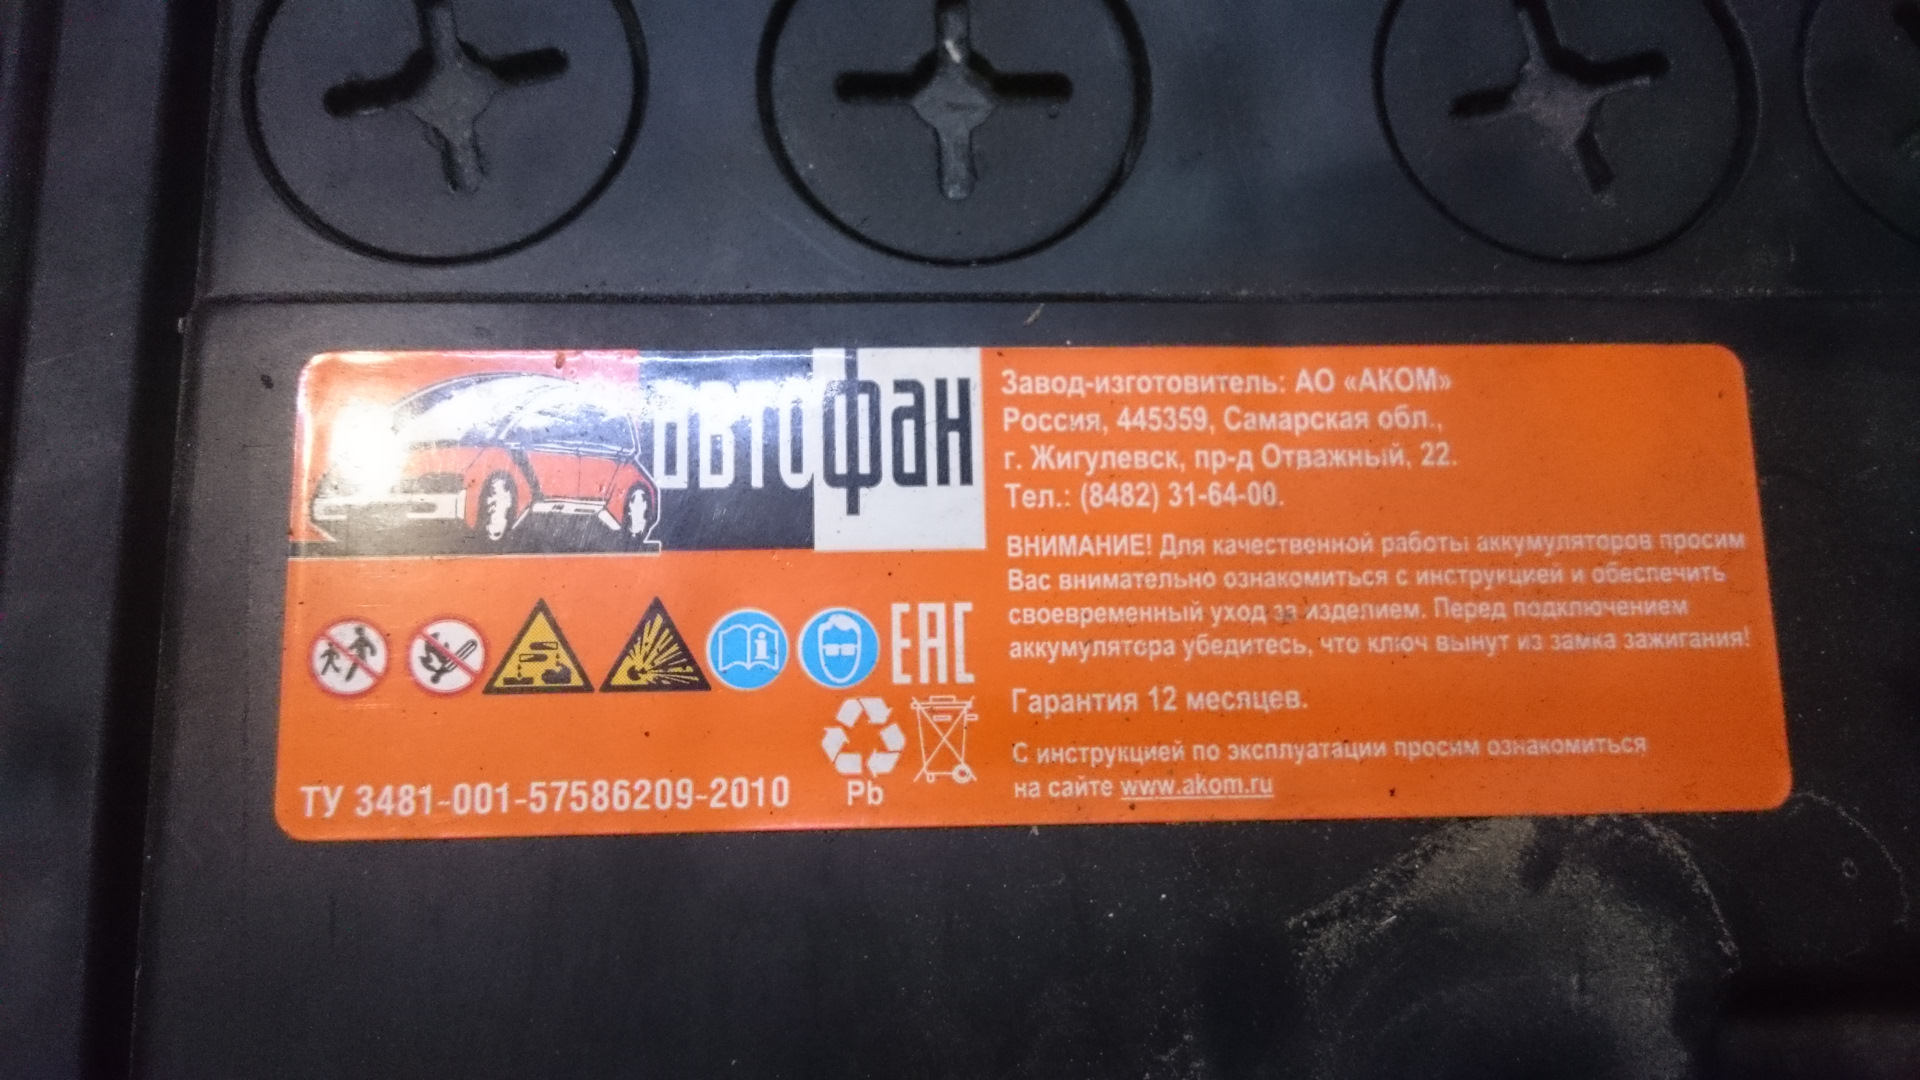 автофан
Завод-изготовитель: АО «АКОМ»
Россия, 445359, Самарская обл.,
г. Жигулевск, пр-д Отважный, 22.
Тел.: (8482) 31-64-00.
ВНИМАНИЕ! Для качественной работы аккумуляторов просим
Вас внимательно ознакомиться с инструкцией и обеспечить
своевременный уход за изделием. Перед подключением
аккумулятора убедитесь, что ключ вынут из замка зажигания!
Гарантия 12 месяцев.
С инструкцией по эксплуатации просим ознакомиться
на сайте www.akom.ru
EAC
Pb
ТУ 3481-001-57586209-2010